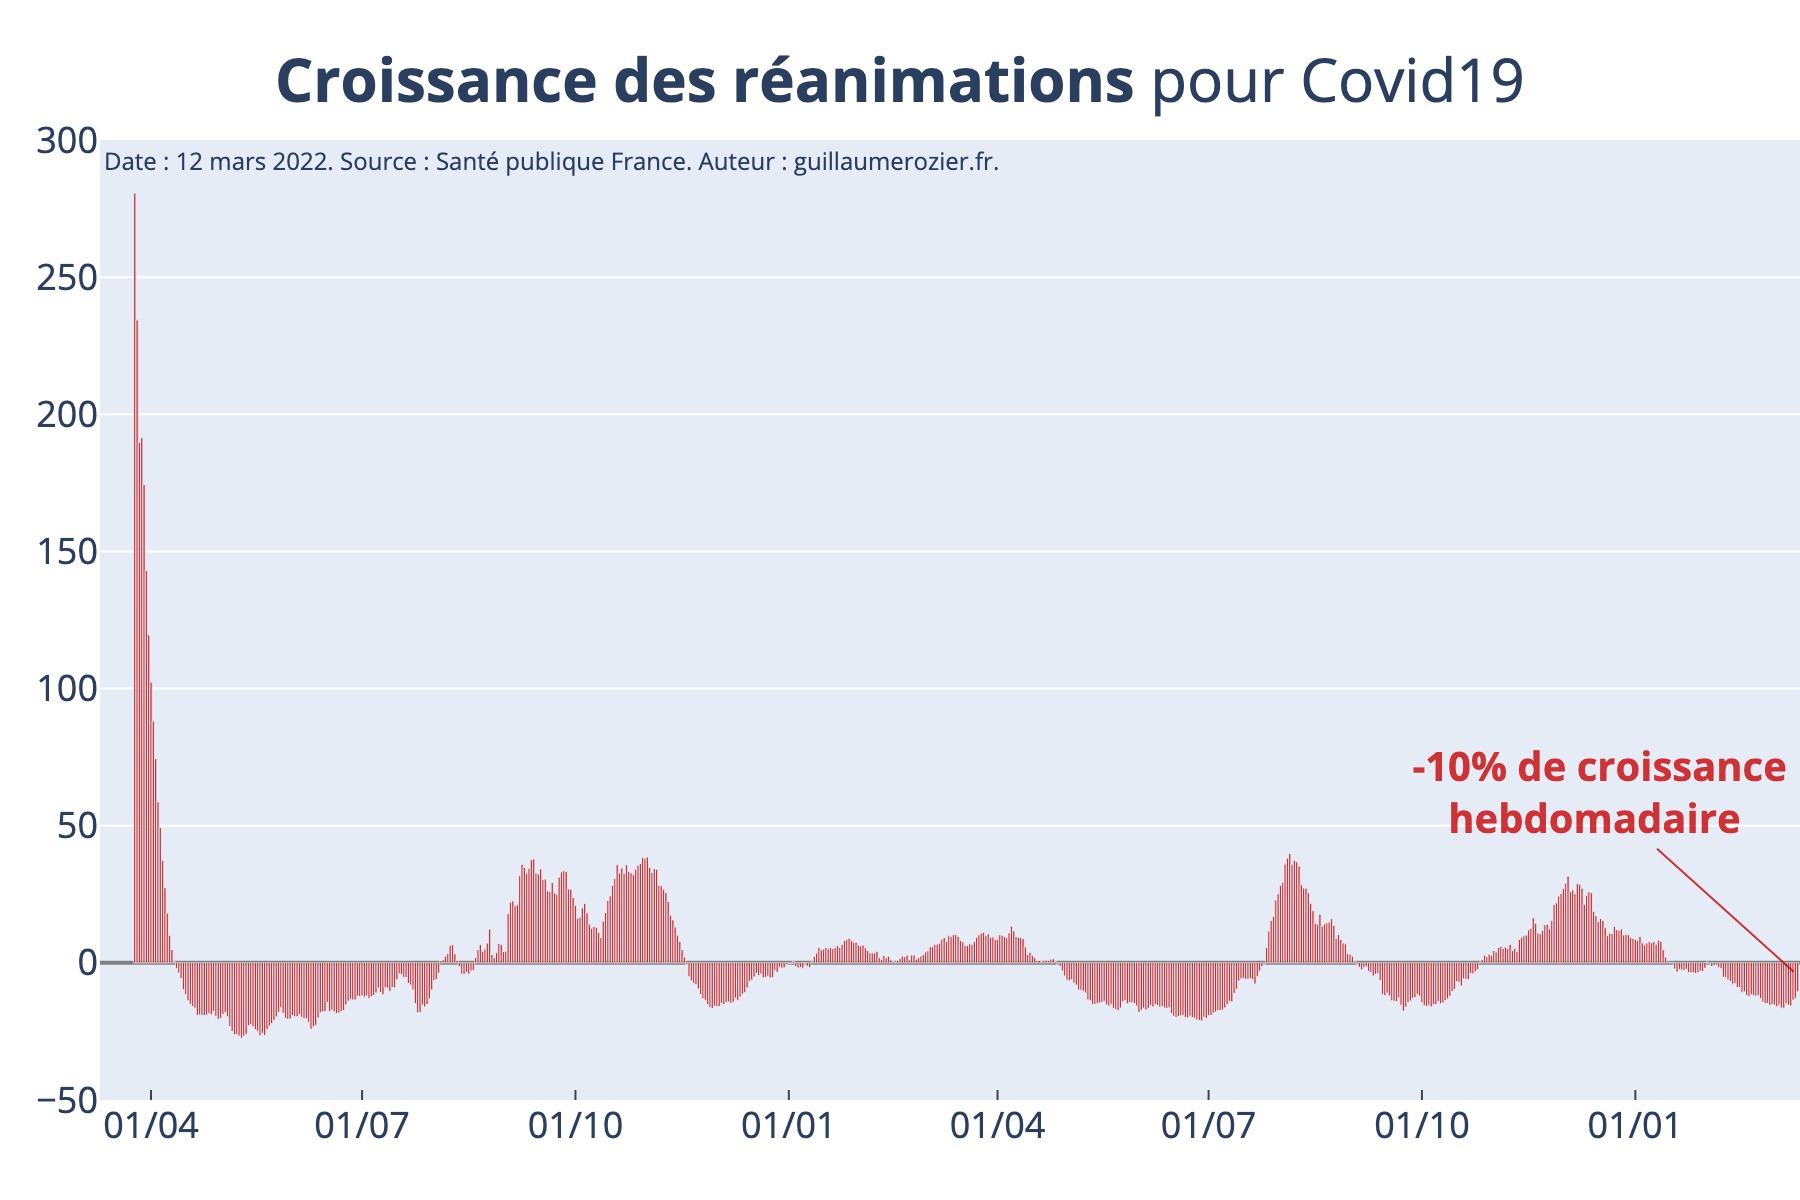 Croissance des réanimations pour Covid19
Date : 12 mars 2022. Source : Santé publique France. Auteur : guillaumerozier.fr.
300
250
200
150
100
50
0
−50
-10% de croissance
hebdomadaire
01/04 01/07 01/10 01/01 01/04 01/07 01/10 01/01